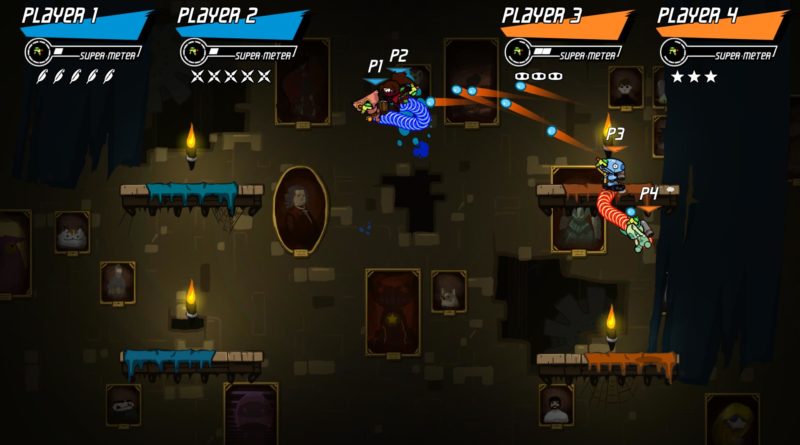 PLAYER 1
SUPER METER
PLAYER 2
SUPER METER
PLAYER 3
SUPER METER
PLAYER 4
SUPER METER
P1
P2
P3
P4